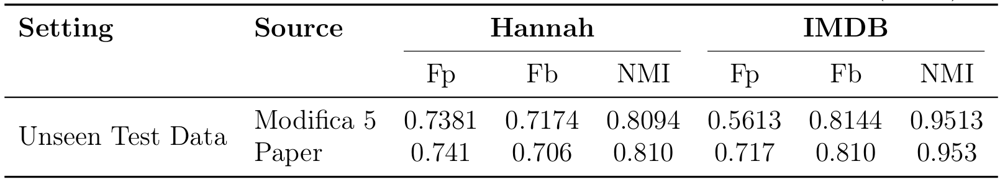 Setting Source Hannah IMDB
Fp Fb NMI Fp Fb NMI
Unseen Test Data
Modifica 5 0.7381 0.7174 0.8094 0.5613 0.8144 0.9513
Paper 0.741 0.706 0.810 0.717 0.810 0.953